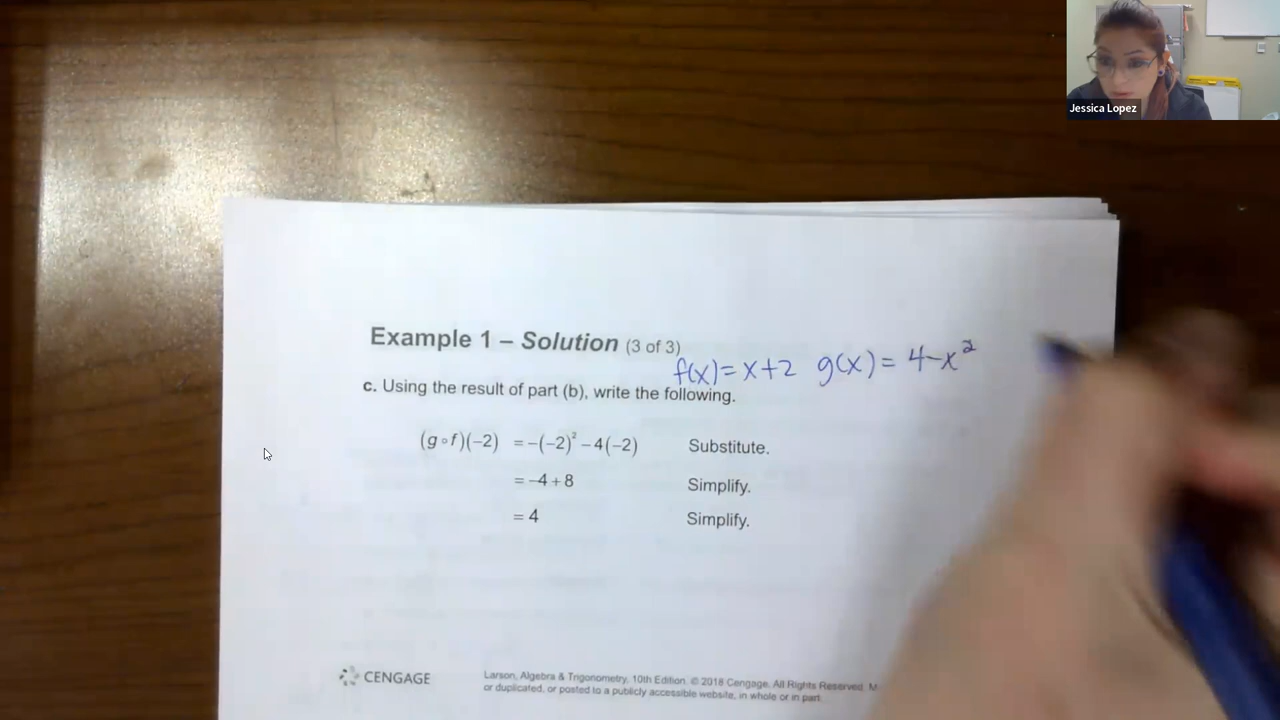 Jessica Lopez
Example 1 – Solution (3 of 3)
f(x) = x+2 g(x) = 4-x²
c. Using the result of part (b), write the following.
(g∘f)(−2) = −(−2)² − 4(−2) Substitute.
= −4 + 8 Simplify.
= 4 Simplify.
CENGAGE
Larson, Algebra & Trigonometry, 10th Edition. © 2018 Cengage. All Rights Reserved. M
or duplicated, or posted to a publicly accessible website, in whole or in part.